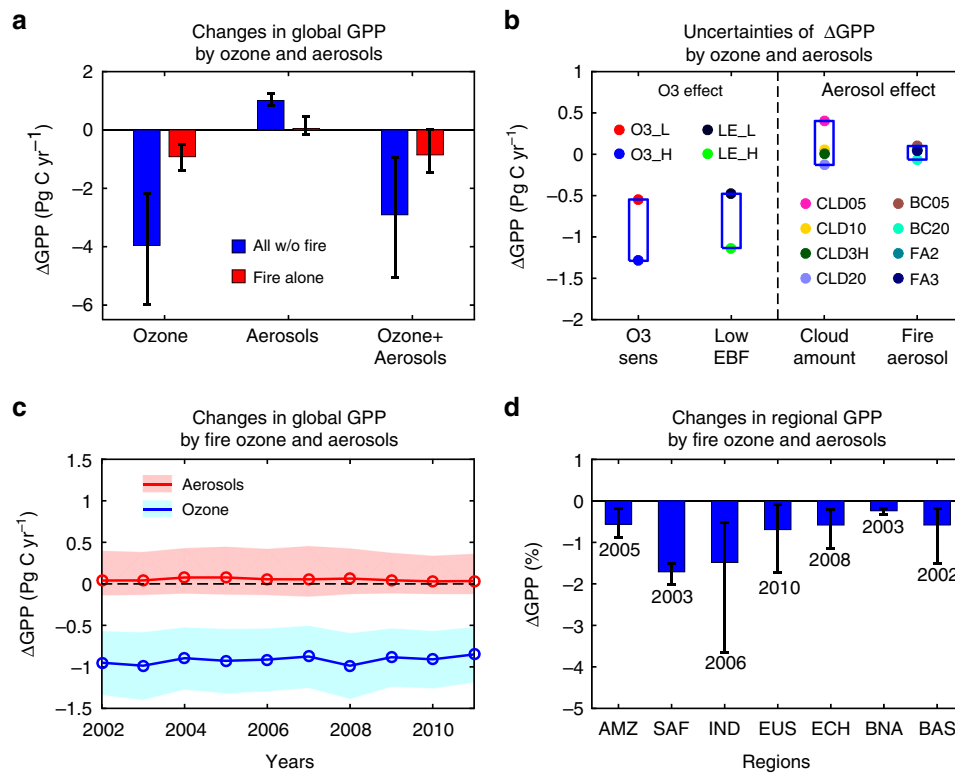 a
Changes in global GPP
by ozone and aerosols
ΔGPP (Pg C yr⁻¹)
2
0
−2
−4
−6
All w/o fire
Fire alone
Ozone
Aerosols
Ozone+
Aerosols
b
Uncertainties of ΔGPP
by ozone and aerosols
ΔGPP (Pg C yr⁻¹)
1
0.5
0
−0.5
−1
−1.5
−2
O3 effect
Aerosol effect
O3_L
LE_L
O3_H
LE_H
CLD05
BC05
CLD10
BC20
CLD3H
FA2
CLD20
FA3
O3
sens
Low
EBF
Cloud
amount
Fire
aerosol
c
Changes in global GPP
by fire ozone and aerosols
ΔGPP (Pg C yr⁻¹)
1.5
1
0.5
0
−0.5
−1
−1.5
Aerosols
Ozone
2002 2004 2006 2008 2010
Years
d
Changes in regional GPP
by fire ozone and aerosols
ΔGPP (%)
1
0
−1
−2
−3
−4
−5
2005
2003
2006
2010
2008
2003
2002
AMZ SAF IND EUS ECH BNA BAS
Regions